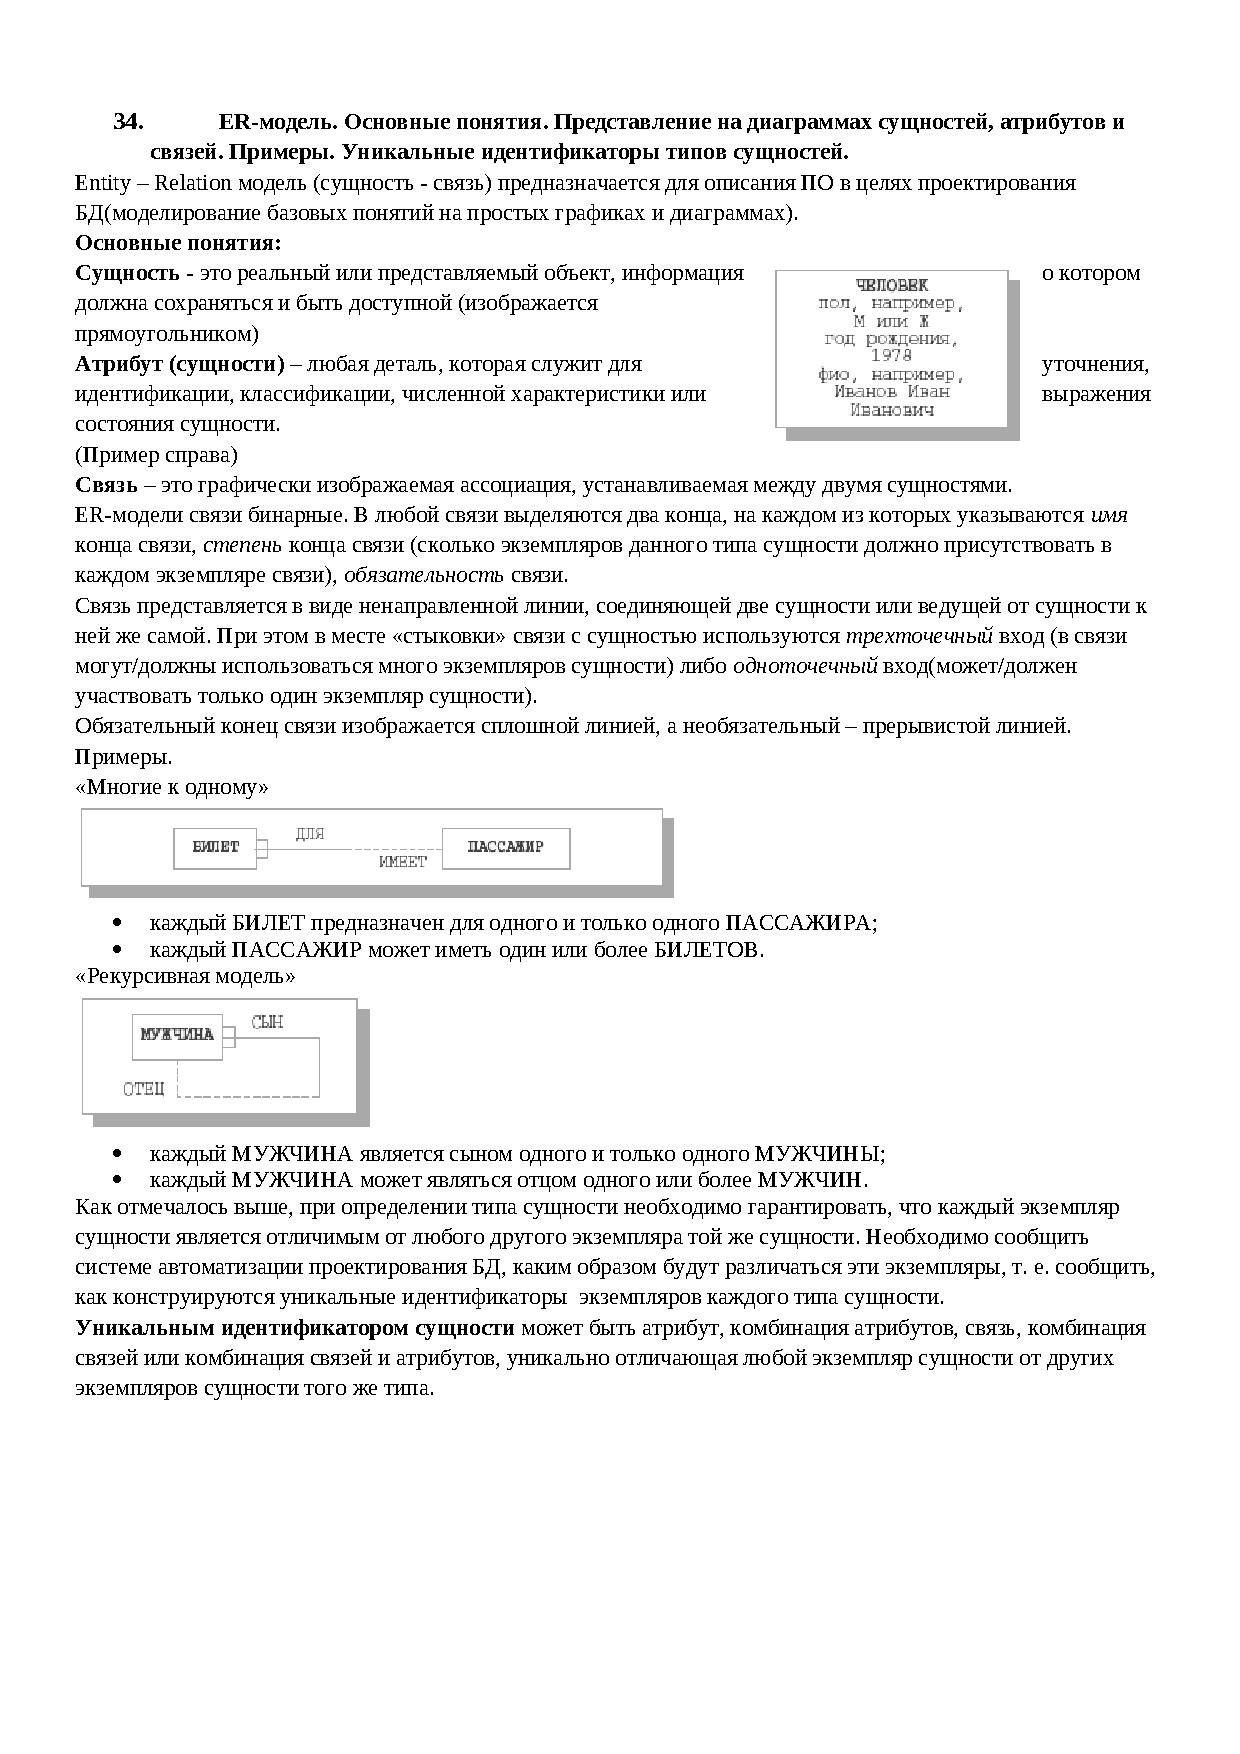 34. ER-модель. Основные понятия. Представление на диаграммах сущностей, атрибутов и
связей. Примеры. Уникальные идентификаторы типов сущностей.
Entity – Relation модель (сущность - связь) предназначается для описания ПО в целях проектирования
БД(моделирование базовых понятий на простых графиках и диаграммах).
Основные понятия:
Сущность - это реальный или представляемый объект, информация о котором
должна сохраняться и быть доступной (изображается
прямоугольником)
Атрибут (сущности) – любая деталь, которая служит для уточнения,
идентификации, классификации, численной характеристики или выражения
состояния сущности.
(Пример справа)
ЧЕЛОВЕК
пол, например,
М или Ж
год рождения,
1978
фио, например,
Иванов Иван
Иванович
Связь – это графически изображаемая ассоциация, устанавливаемая между двумя сущностями.
ER-модели связи бинарные. В любой связи выделяются два конца, на каждом из которых указываются имя
конца связи, степень конца связи (сколько экземпляров данного типа сущности должно присутствовать в
каждом экземпляре связи), обязательность связи.
Связь представляется в виде ненаправленной линии, соединяющей две сущности или ведущей от сущности к
ней же самой. При этом в месте «стыковки» связи с сущностью используются трехточечный вход (в связи
могут/должны использоваться много экземпляров сущности) либо одноточечный вход(может/должен
участвовать только один экземпляр сущности).
Обязательный конец связи изображается сплошной линией, а необязательный – прерывистой линией.
Примеры.
«Многие к одному»
БИЛЕТ ДЛЯ ИМЕЕТ ПАССАЖИР
• каждый БИЛЕТ предназначен для одного и только одного ПАССАЖИРА;
• каждый ПАССАЖИР может иметь один или более БИЛЕТОВ.
«Рекурсивная модель»
СЫН
МУЖЧИНА
ОТЕЦ
• каждый МУЖЧИНА является сыном одного и только одного МУЖЧИНЫ;
• каждый МУЖЧИНА может являться отцом одного или более МУЖЧИН.
Как отмечалось выше, при определении типа сущности необходимо гарантировать, что каждый экземпляр
сущности является отличимым от любого другого экземпляра той же сущности. Необходимо сообщить
системе автоматизации проектирования БД, каким образом будут различаться эти экземпляры, т. е. сообщить,
как конструируются уникальные идентификаторы экземпляров каждого типа сущности.
Уникальным идентификатором сущности может быть атрибут, комбинация атрибутов, связь, комбинация
связей или комбинация связей и атрибутов, уникально отличающая любой экземпляр сущности от других
экземпляров сущности того же типа.